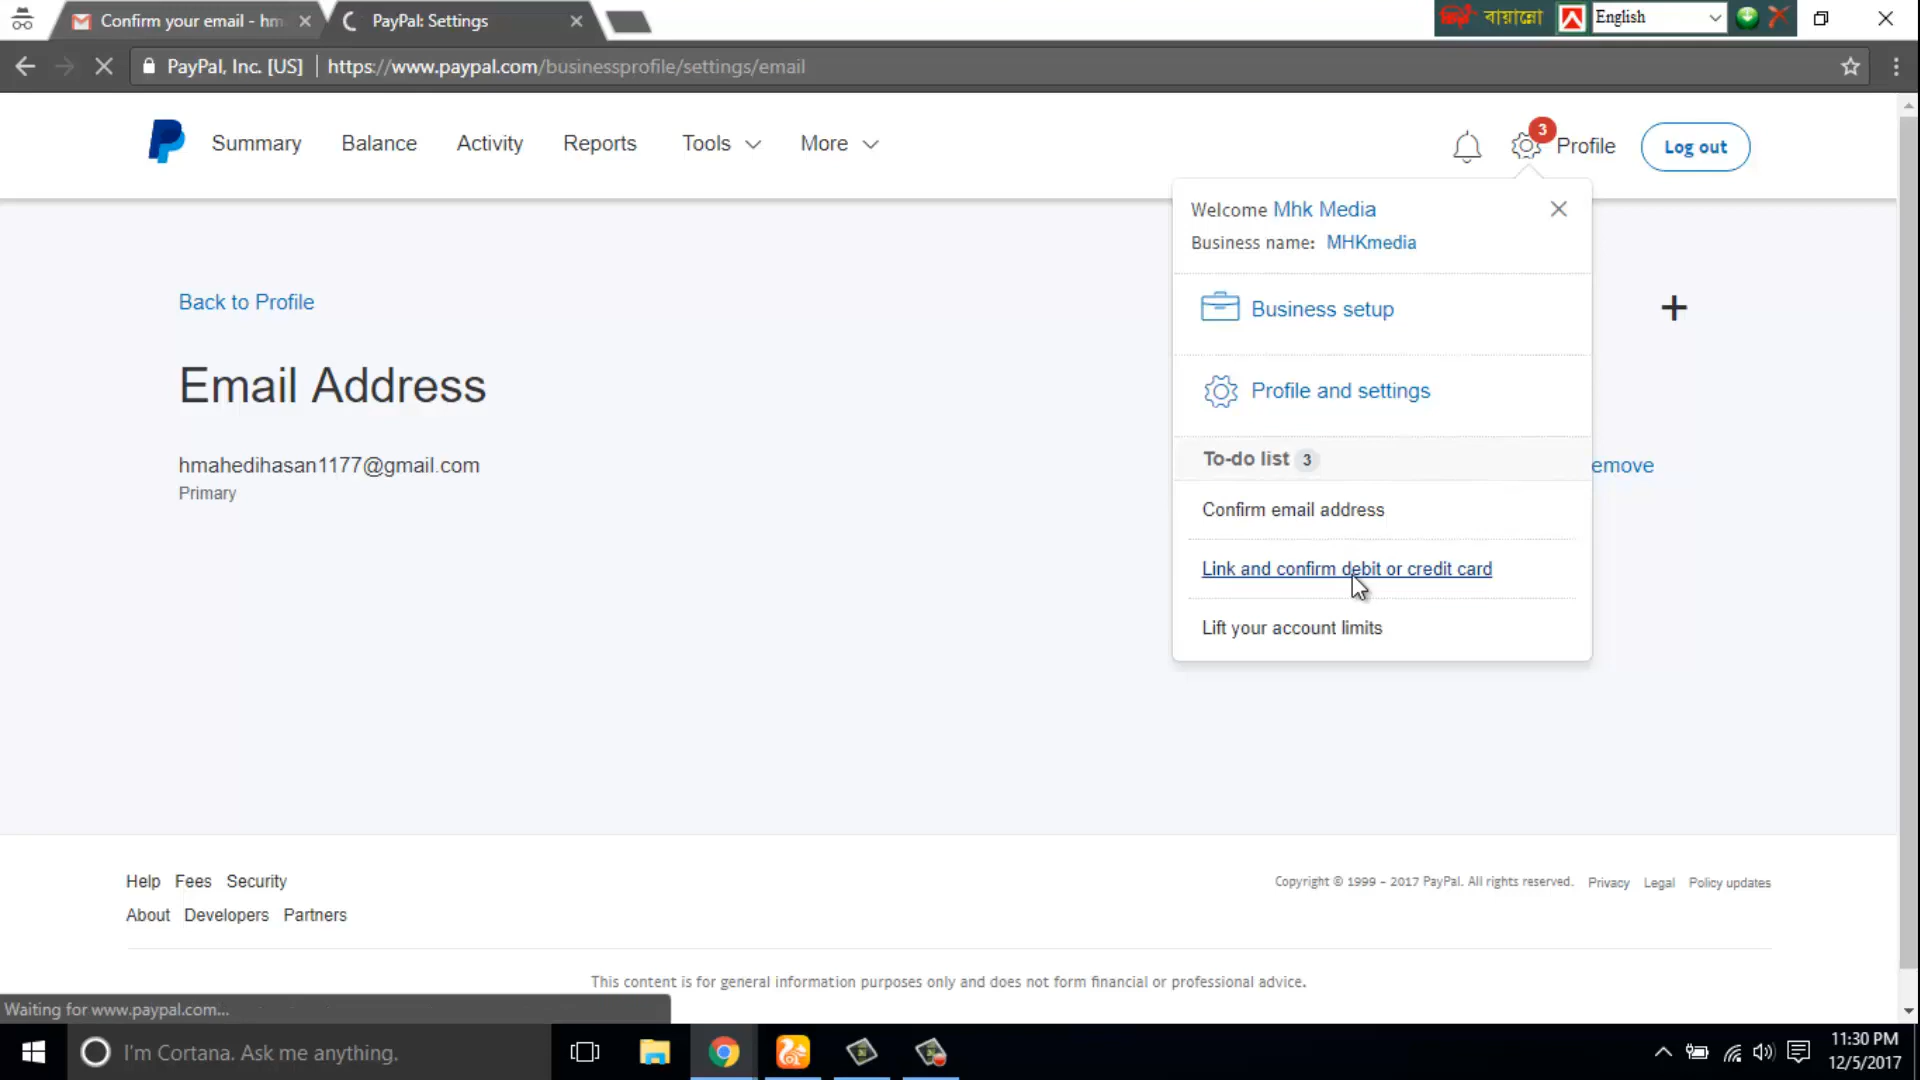 Confirm your email - hm
PayPal: Settings
বায়ান্নো
English
PayPal, Inc. [US]
https://www.paypal.com/businessprofile/settings/email
Summary
Balance
Activity
Reports
Tools
More
3
Profile
Log out
Welcome Mhk Media
Business name: MHKmedia
Back to Profile
Business setup
Email Address
Profile and settings
To-do list 3
hmahedihasan1177@gmail.com
emove
Primary
Confirm email address
Link and confirm debit or credit card
Lift your account limits
Help Fees Security
Copyright © 1999 – 2017 PayPal. All rights reserved. Privacy Legal Policy updates
About Developers Partners
This content is for general information purposes only and does not form financial or professional advice.
Waiting for www.paypal.com...
I'm Cortana. Ask me anything.
11:30 PM
12/5/2017